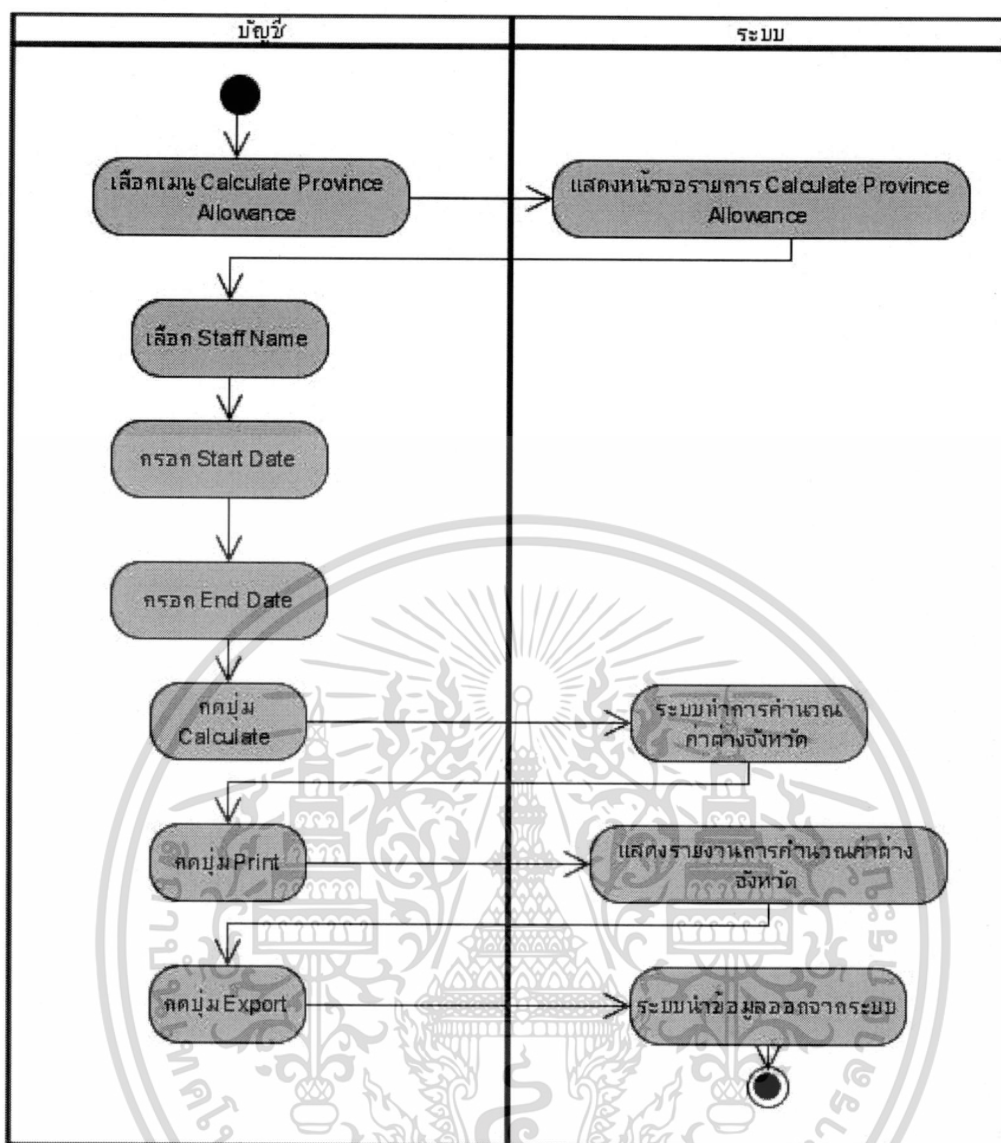 บัญชี
ระบบ
เลือกเมนู Calculate Province
Allowance
แสดงหน้าจอรายการ Calculate Province
Allowance
เลือก Staff Name
กรอก Start Date
กรอก End Date
กดปุ่ม
Calculate
ระบบทำการคำนวณ
ค่าต่างจังหวัด
กดปุ่ม Print
แสดงรายงานการคำนวณค่าต่าง
จังหวัด
กดปุ่ม Export
ระบบนำข้อมูลออกจากระบบ